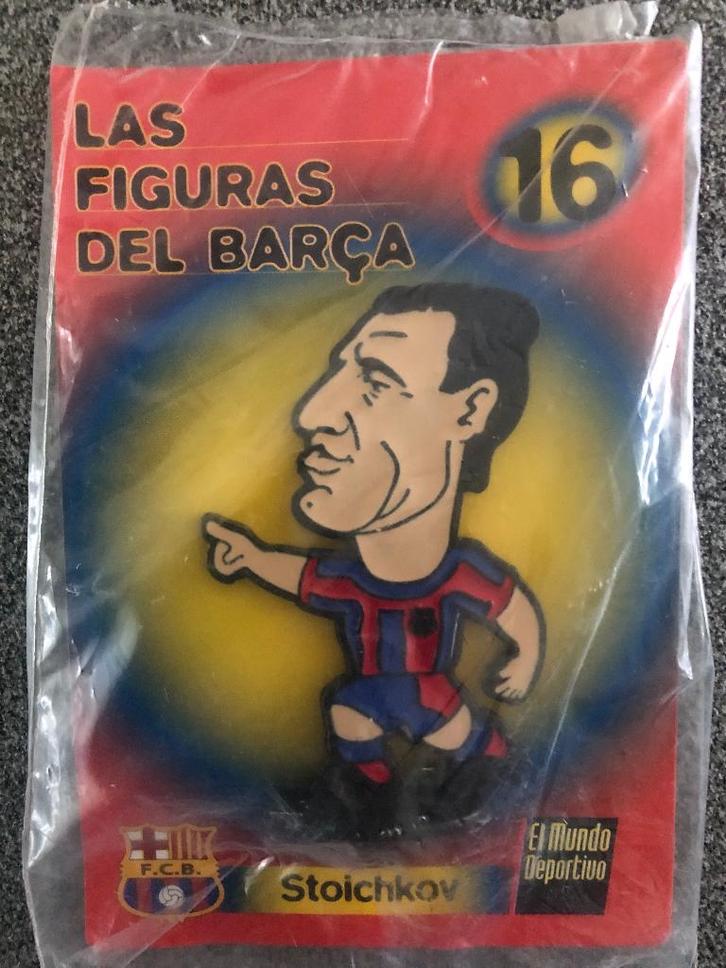 LAS
FIGURAS
DEL BARÇA
16
F.C.B.
Stoichkov
El Mundo
Deportivo